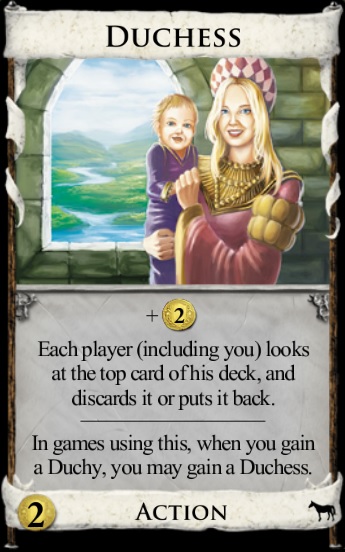 DUCHESS
+ 2
Each player (including you) looks
at the top card of his deck, and
discards it or puts it back.
In games using this, when you gain
a Duchy, you may gain a Duchess.
2 ACTION